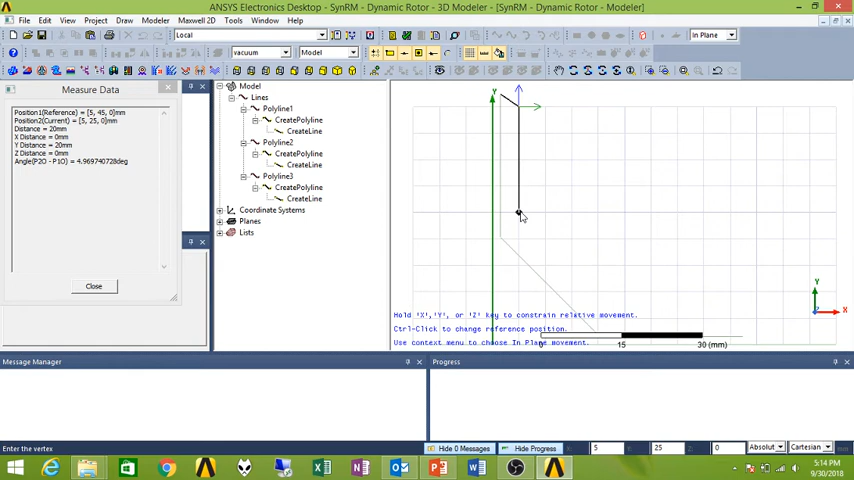 ANSYS Electronics Desktop - SynRM - Dynamic Rotor - 3D Modeler - [SynRM - Dynamic Rotor - Modeler]
File Edit View Project Draw Modeler Maxwell 2D Tools Window Help
Local In Plane
vacuum Model
Measure Data
Position1(Reference) = [5, 45, 0]mm
Position2(Current) = [5, 25, 0]mm
Distance = 20mm
X Distance = 0mm
Y Distance = 20mm
Z Distance = 0mm
Angle(P2O - P1O) = 4.969740728deg
Close
Model
Lines
Polyline1
CreatePolyline
CreateLine
Polyline2
CreatePolyline
CreateLine
Polyline3
CreatePolyline
CreateLine
Coordinate Systems
Planes
Lists
Y
Hold 'X','Y', or 'Z' key to constrain relative movement.
Ctrl-Click to change reference position.
Use context menu to choose In Plane movement.
0 15 30 (mm)
Y
X
Z
Message Manager
Progress
Enter the vertex
Hide 0 Messages Hide Progress X: 5 Y: 25 Z: 0 Absolut Cartesian mm
5:14 PM
9/30/2018